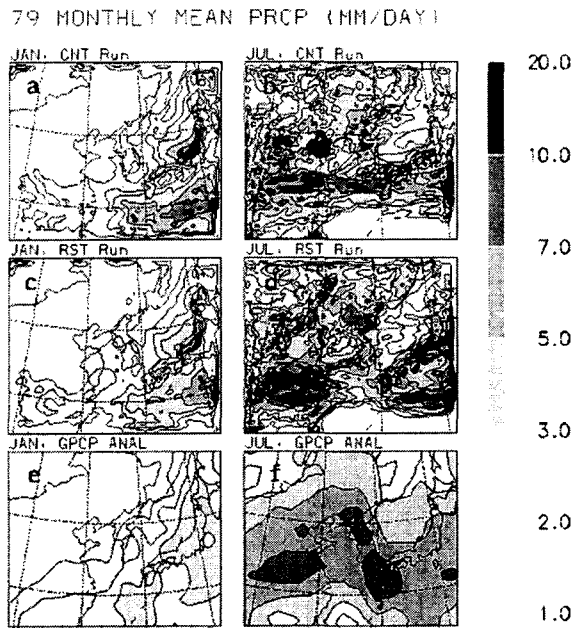 79 MONTHLY MEAN PRCP (MM/DAY)
JAN. CNT Run
JUL. CNT Run
20.0
a
b
10.0
7.0
JAN. RST Run
JUL. RST Run
c
d
5.0
3.0
JAN. GPCP ANAL
JUL. GPCP ANAL
e
f
2.0
1.0